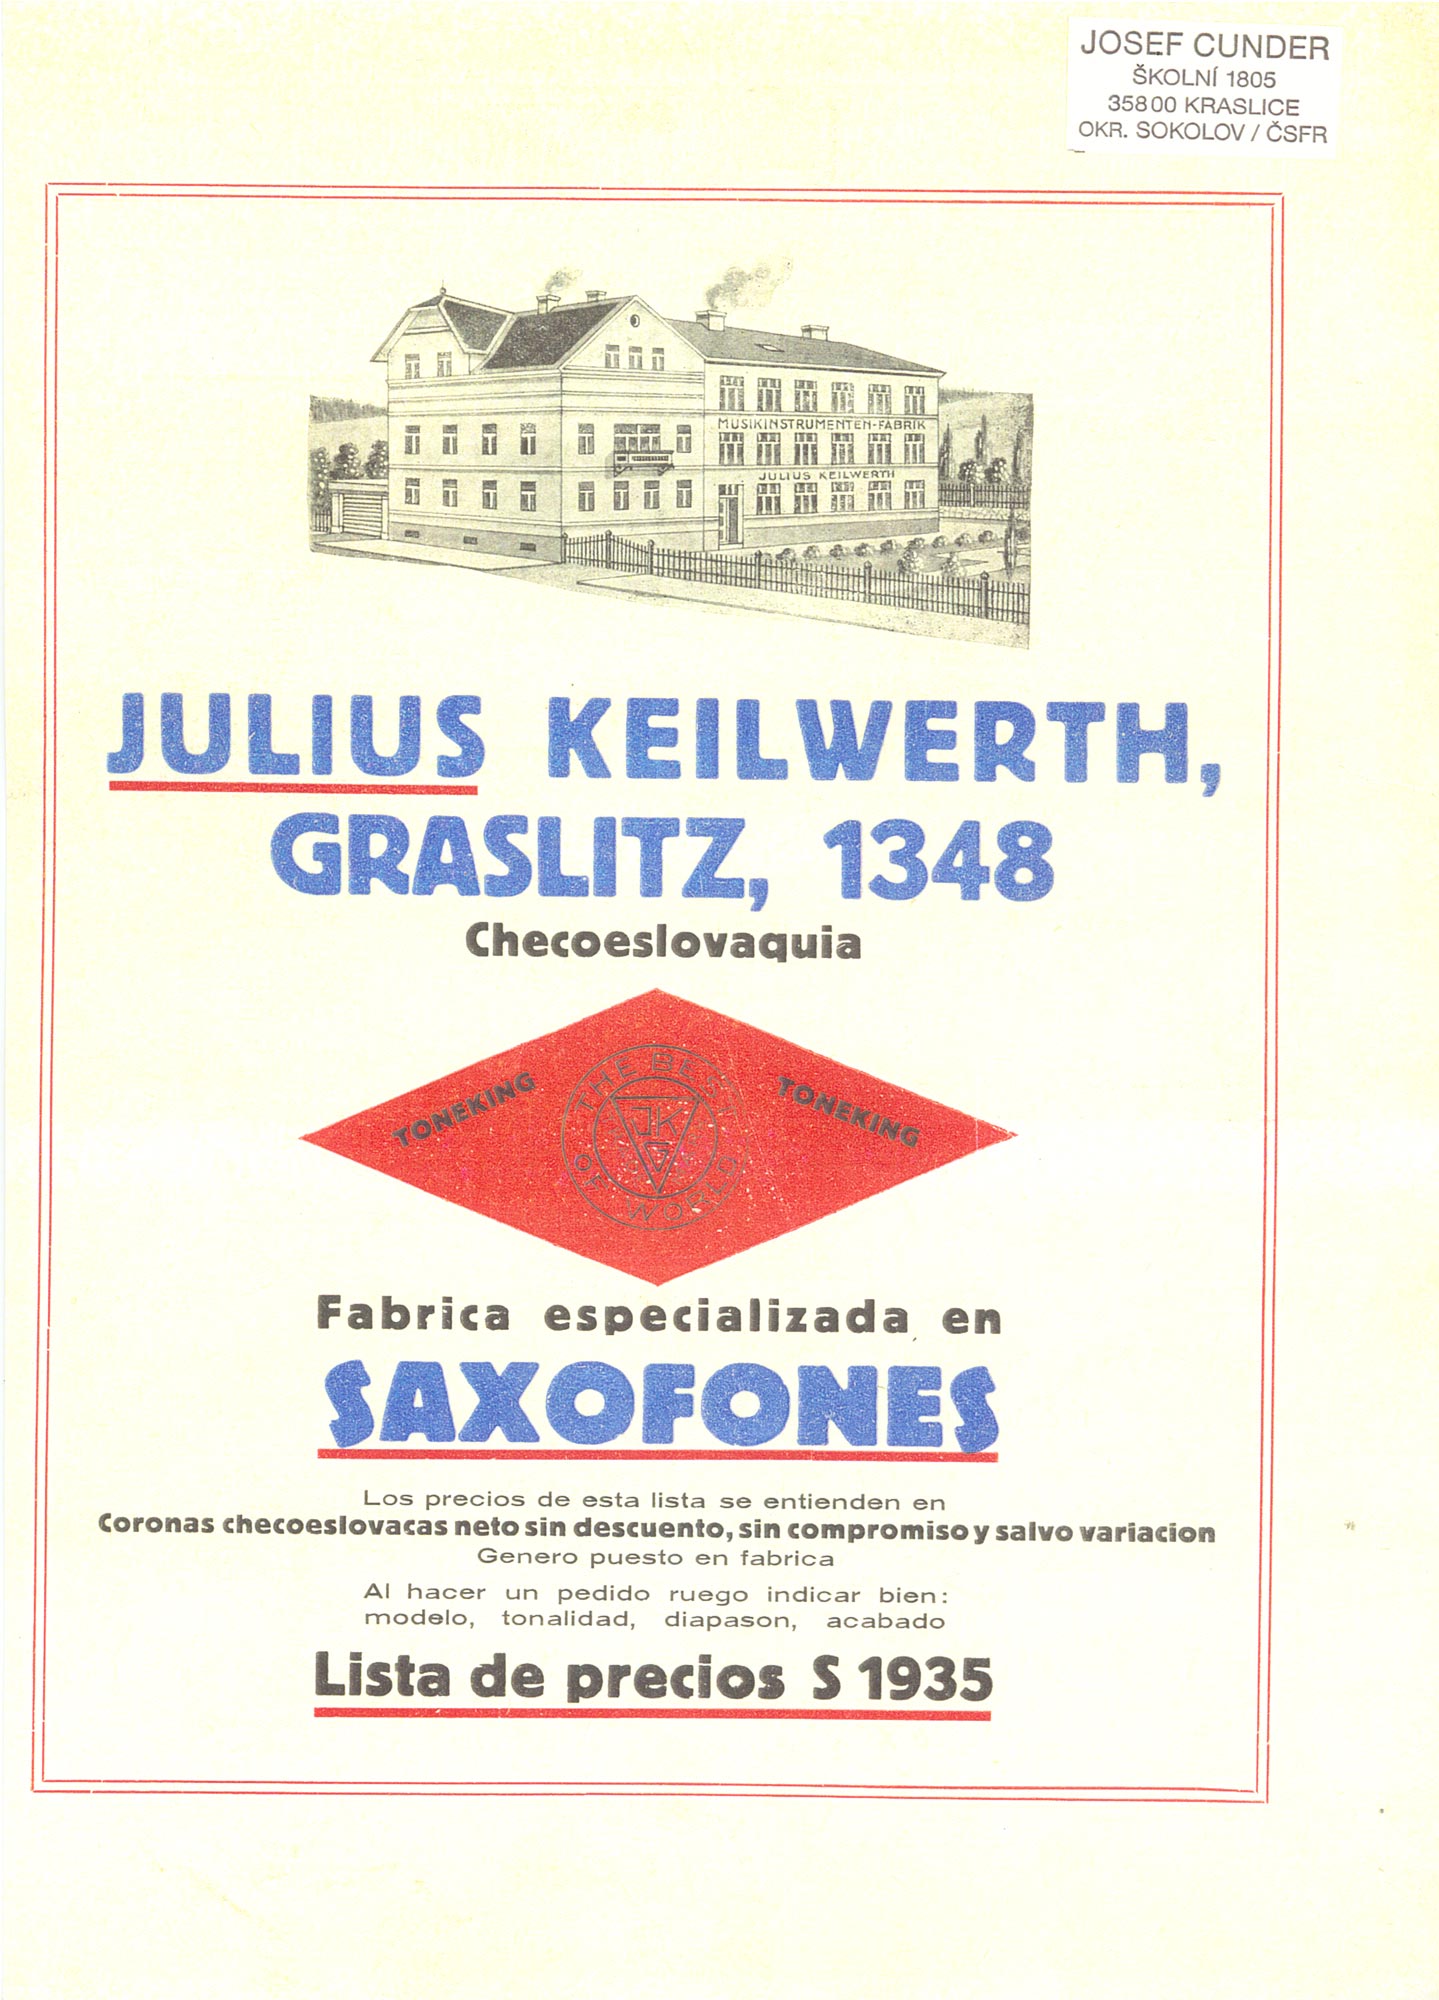 JOSEF CUNDER
ŠKOLNÍ 1805
35800 KRASLICE
OKR. SOKOLOV / ČSFR
MUSIKINSTRUMENTEN-FABRIK
JULIUS KEILWERTH
JULIUS KEILWERTH,
GRASLITZ, 1348
Checoeslovaquia
TONEKING
THE BEST OF WORLD
JKG
TONEKING
Fabrica especializada en
SAXOFONES
Los precios de esta lista se entienden en
Coronas checoeslovacas neto sin descuento, sin compromiso y salvo variacion
Genero puesto en fabrica
Al hacer un pedido ruego indicar bien:
modelo, tonalidad, diapason, acabado
Lista de precios S 1935